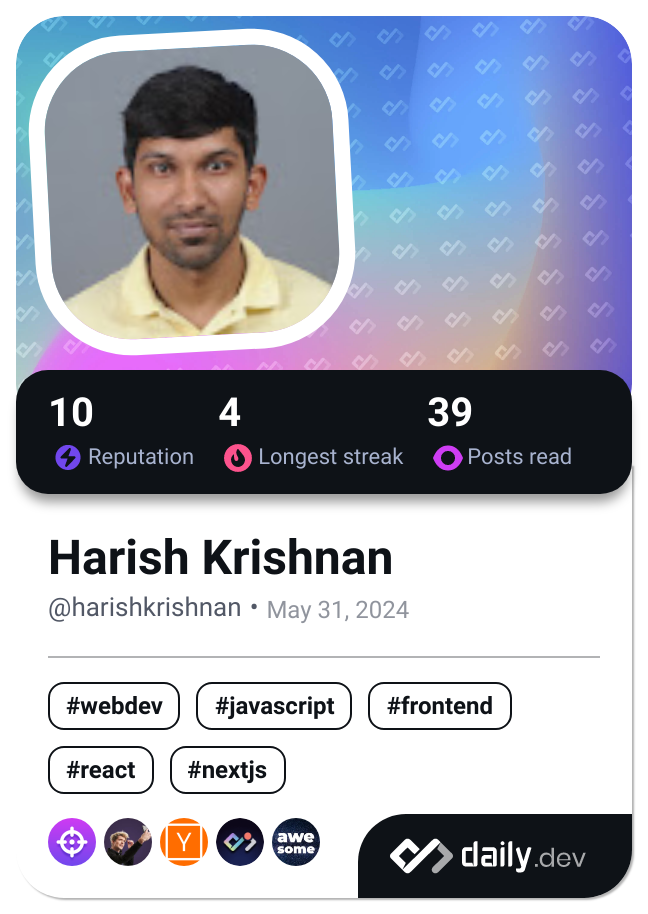 10 4 39
Reputation Longest streak Posts read
Harish Krishnan
@harishkrishnan • May 31, 2024
#webdev #javascript #frontend
#react #nextjs
Y
awe
some
daily.dev